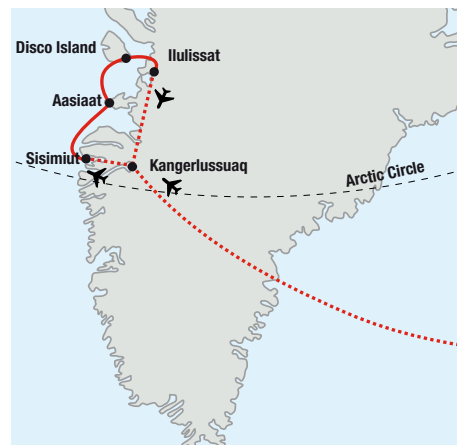 Disco Island
Ilulissat
Aasiaat
Sisimiut
Kangerlussuaq
Arctic Circle